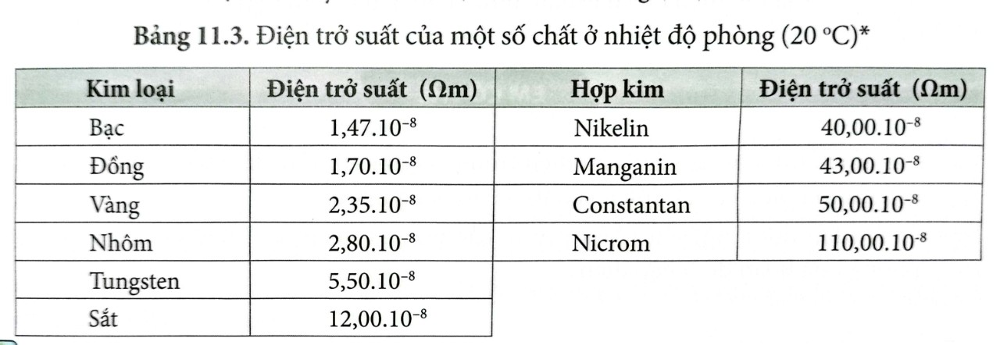 Bảng 11.3. Điện trở suất của một số chất ở nhiệt độ phòng (20 °C)*
Kim loại Điện trở suất (Ωm) Hợp kim Điện trở suất (Ωm)
Bạc 1,47.10⁻⁸ Nikelin 40,00.10⁻⁸
Đồng 1,70.10⁻⁸ Manganin 43,00.10⁻⁸
Vàng 2,35.10⁻⁸ Constantan 50,00.10⁻⁸
Nhôm 2,80.10⁻⁸ Nicrom 110,00.10⁻⁸
Tungsten 5,50.10⁻⁸
Sắt 12,00.10⁻⁸